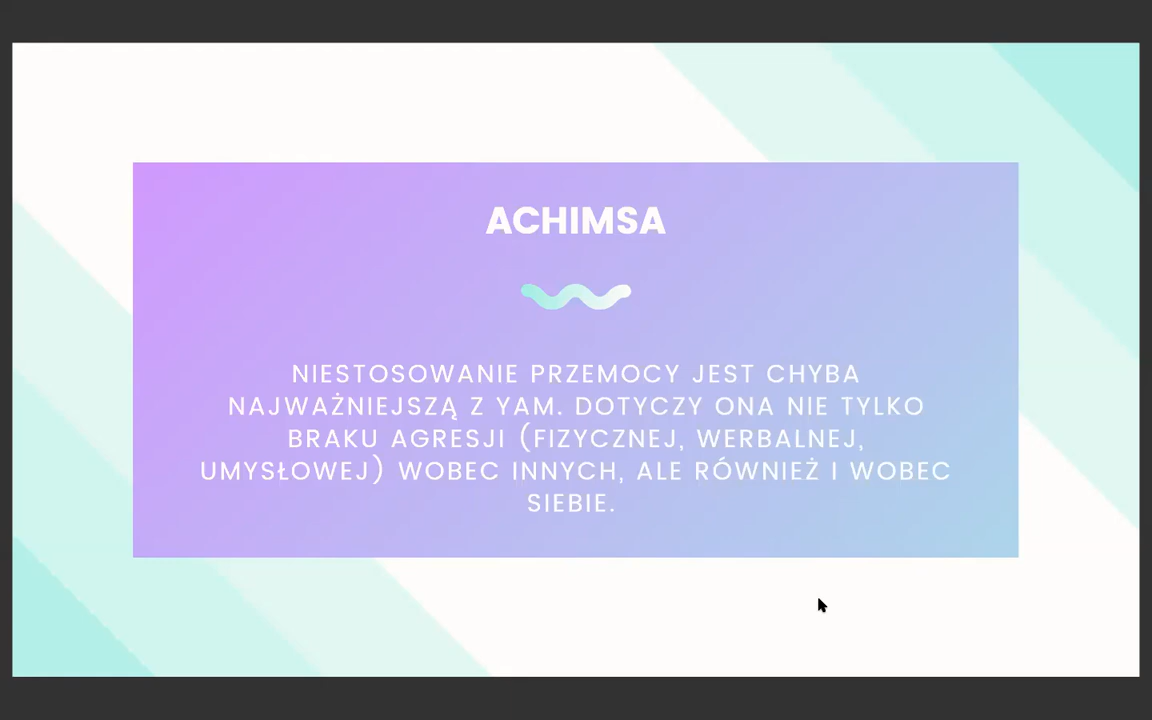 ACHIMSA
NIESTOSOWANIE PRZEMOCY JEST CHYBA
NAJWAŻNIEJSZĄ Z YAM. DOTYCZY ONA NIE TYLKO
BRAKU AGRESJI (FIZYCZNEJ, WERBALNEJ,
UMYSŁOWEJ) WOBEC INNYCH, ALE RÓWNIEŻ I WOBEC
SIEBIE.